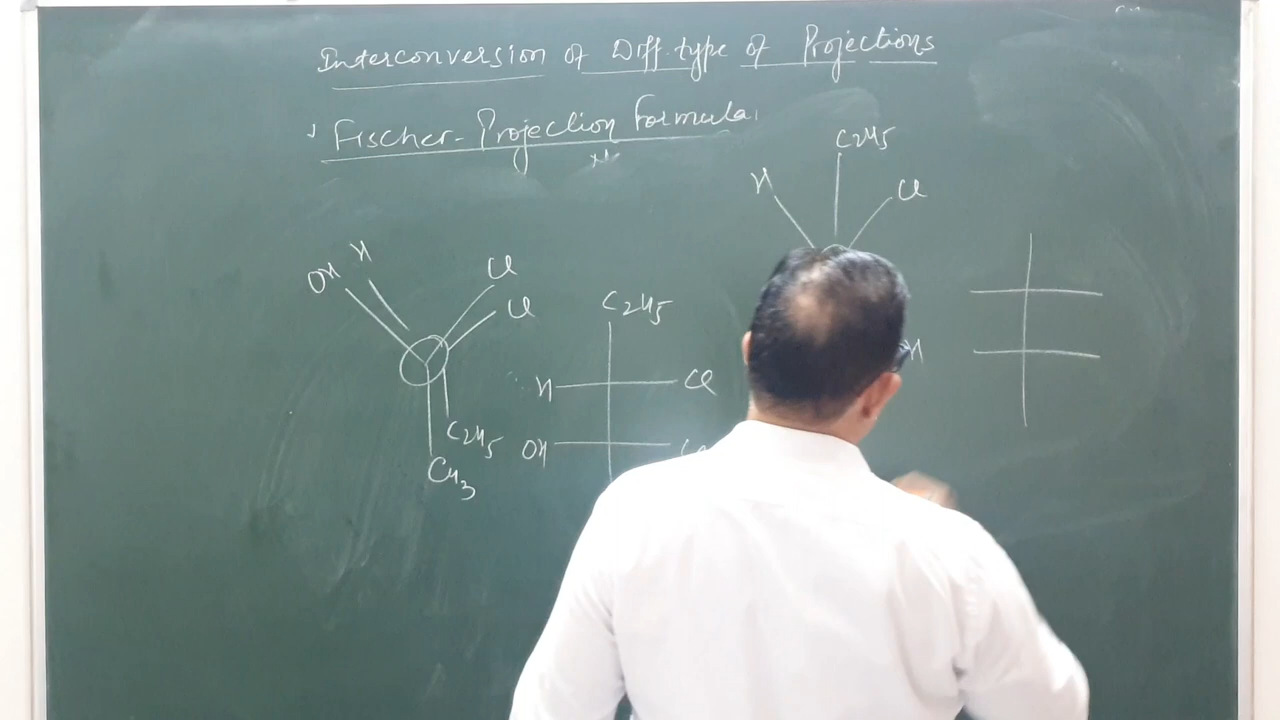 Interconversion of Diff. type of Projections
Fischer-Projection Formula.
C2H5
H
Cl
OH H
Cl
Cl
C2H5
CH3
C2H5
H Cl
OH
H